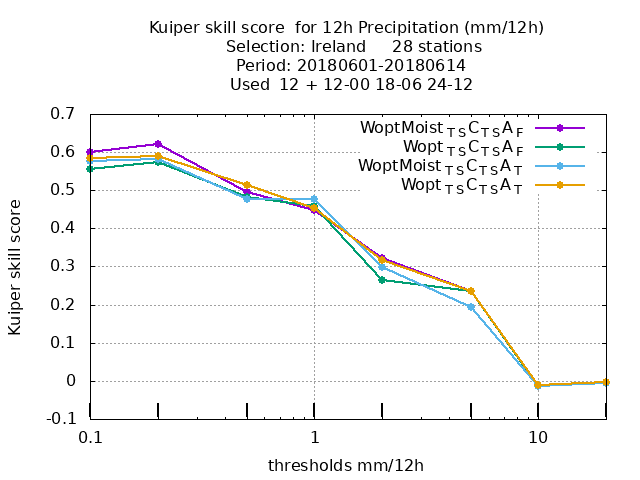 Kuiper skill score  for 12h Precipitation (mm/12h)
Selection: Ireland     28 stations
Period: 20180601-20180614
Used  12 + 12-00 18-06 24-12
WoptMoist TS C TS A F
Wopt TS C TS A F
WoptMoist TS C TS A T
Wopt TS C TS A T
0.7
0.6
0.5
0.4
0.3
0.2
0.1
0
-0.1
Kuiper skill score
0.1 1 10
thresholds mm/12h